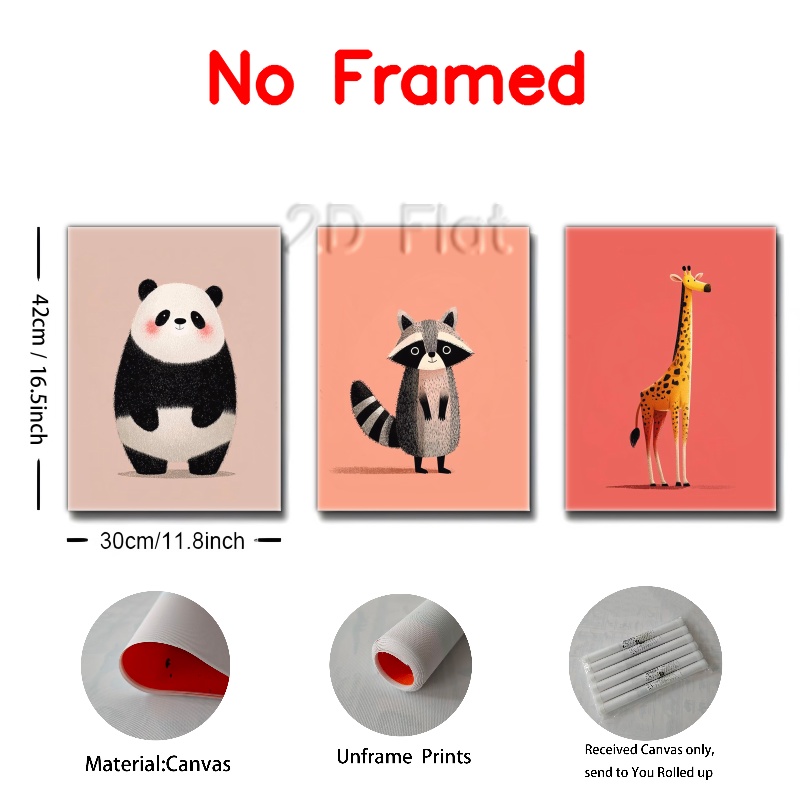 No Framed
2D Flat
42cm / 16.5inch
30cm/11.8inch
Material:Canvas
Unframe Prints
Received Canvas only,
send to You Rolled up